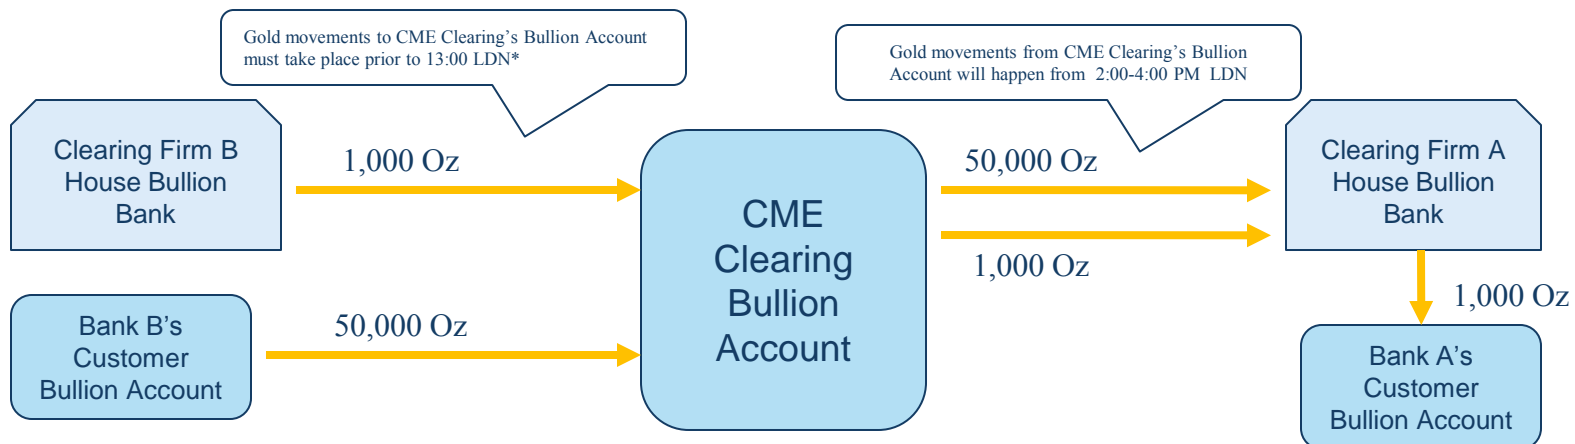 Gold movements to CME Clearing's Bullion Account
must take place prior to 13:00 LDN*
Gold movements from CME Clearing's Bullion
Account will happen from 2:00-4:00 PM LDN
Clearing Firm B
House Bullion
Bank
1,000 Oz
CME
Clearing
Bullion
Account
50,000 Oz
1,000 Oz
Clearing Firm A
House Bullion
Bank
Bank B's
Customer
Bullion Account
50,000 Oz
1,000 Oz
Bank A's
Customer
Bullion Account